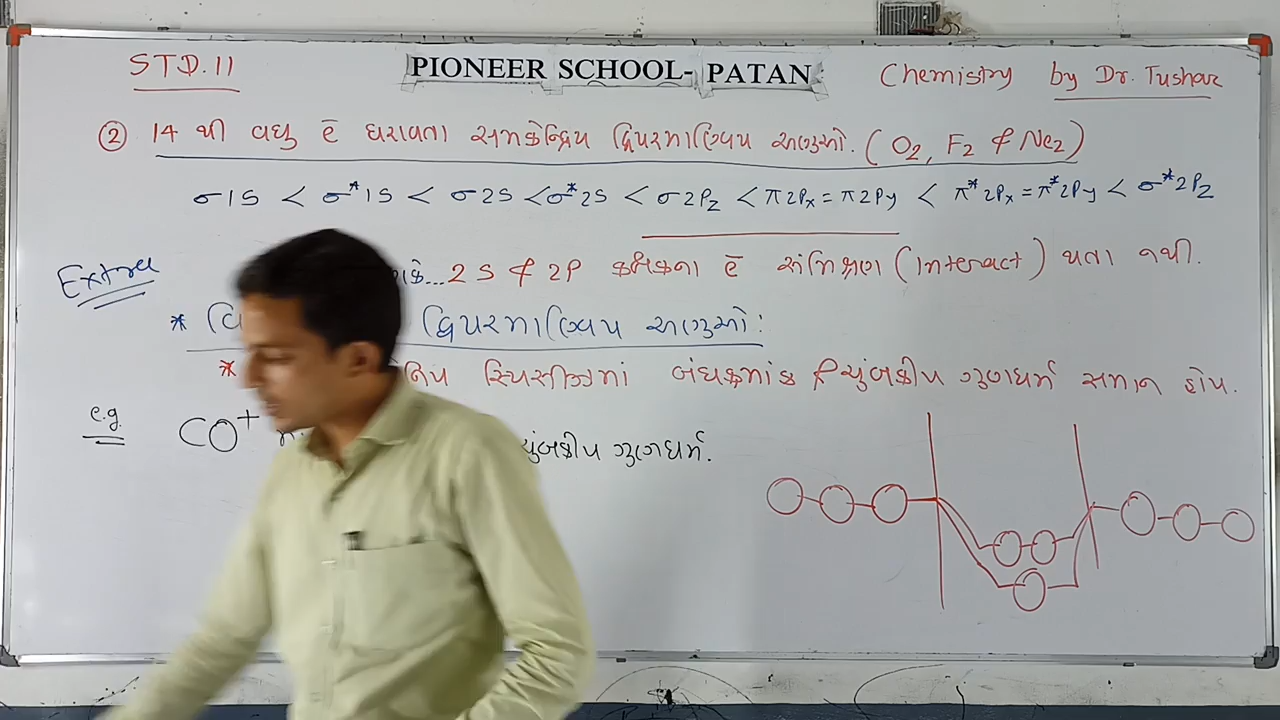 STD.11 PIONEER SCHOOL- PATAN Chemistry by Dr. Tushar
② 14 થી વધુ ē ધરાવતા સમકેન્દ્રિય દ્વિપરમાણ્વિય અણુઓ. (O₂, F₂ & Ne₂)
σ1S < σ*1S < σ2S < σ*2S < σ2Pz < π2Px = π2Py < π*2Px = π*2Py < σ*2Pz
Extra
...2S & 2P કક્ષકના ē સંમિશ્રણ (Interact) થતા નથી.
* વિ દ્વિપરમાણ્વિય અણુઓ:
* સ્પિસીઝમાં બંધક્રમાંક & ચુંબકીય ગુણધર્મ સમાન હોય.
e.g. CO⁺ ચુંબકીય ગુણધર્મ.